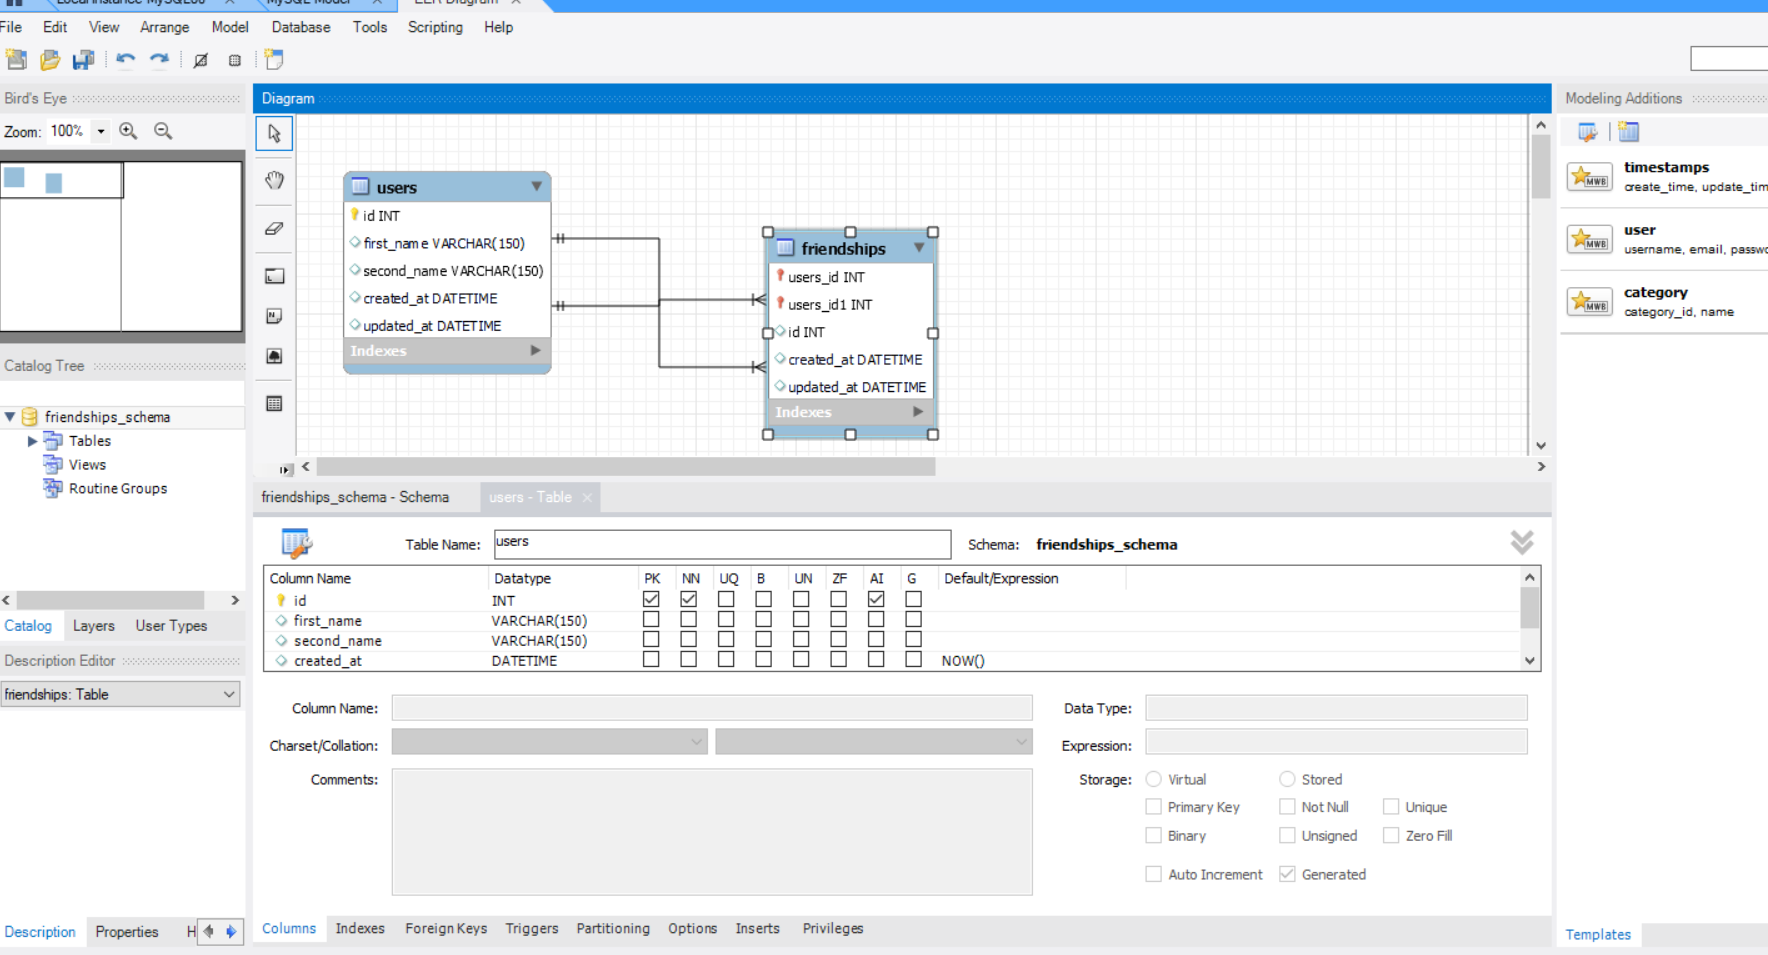 Local instance MySQL80
MySQL Model
EER Diagram
File Edit View Arrange Model Database Tools Scripting Help
Bird's Eye
Zoom: 100%
Diagram
users
id INT
first_name VARCHAR(150)
second_name VARCHAR(150)
created_at DATETIME
updated_at DATETIME
Indexes
friendships
users_id INT
users_id1 INT
id INT
created_at DATETIME
updated_at DATETIME
Indexes
Modeling Additions
MWB
timestamps
create_time, update_tim
MWB
user
username, email, passwo
MWB
category
category_id, name
Catalog Tree
friendships_schema
Tables
Views
Routine Groups
Catalog Layers User Types
Description Editor
friendships: Table
Description Properties H
friendships_schema - Schema
users - Table
Table Name: users Schema: friendships_schema
Column Name Datatype PK NN UQ B UN ZF AI G Default/Expression
id INT
first_name VARCHAR(150)
second_name VARCHAR(150)
created_at DATETIME NOW()
Column Name: Data Type:
Charset/Collation: Expression:
Comments: Storage: Virtual Stored
Primary Key Not Null Unique
Binary Unsigned Zero Fill
Auto Increment Generated
Columns Indexes Foreign Keys Triggers Partitioning Options Inserts Privileges
Templates